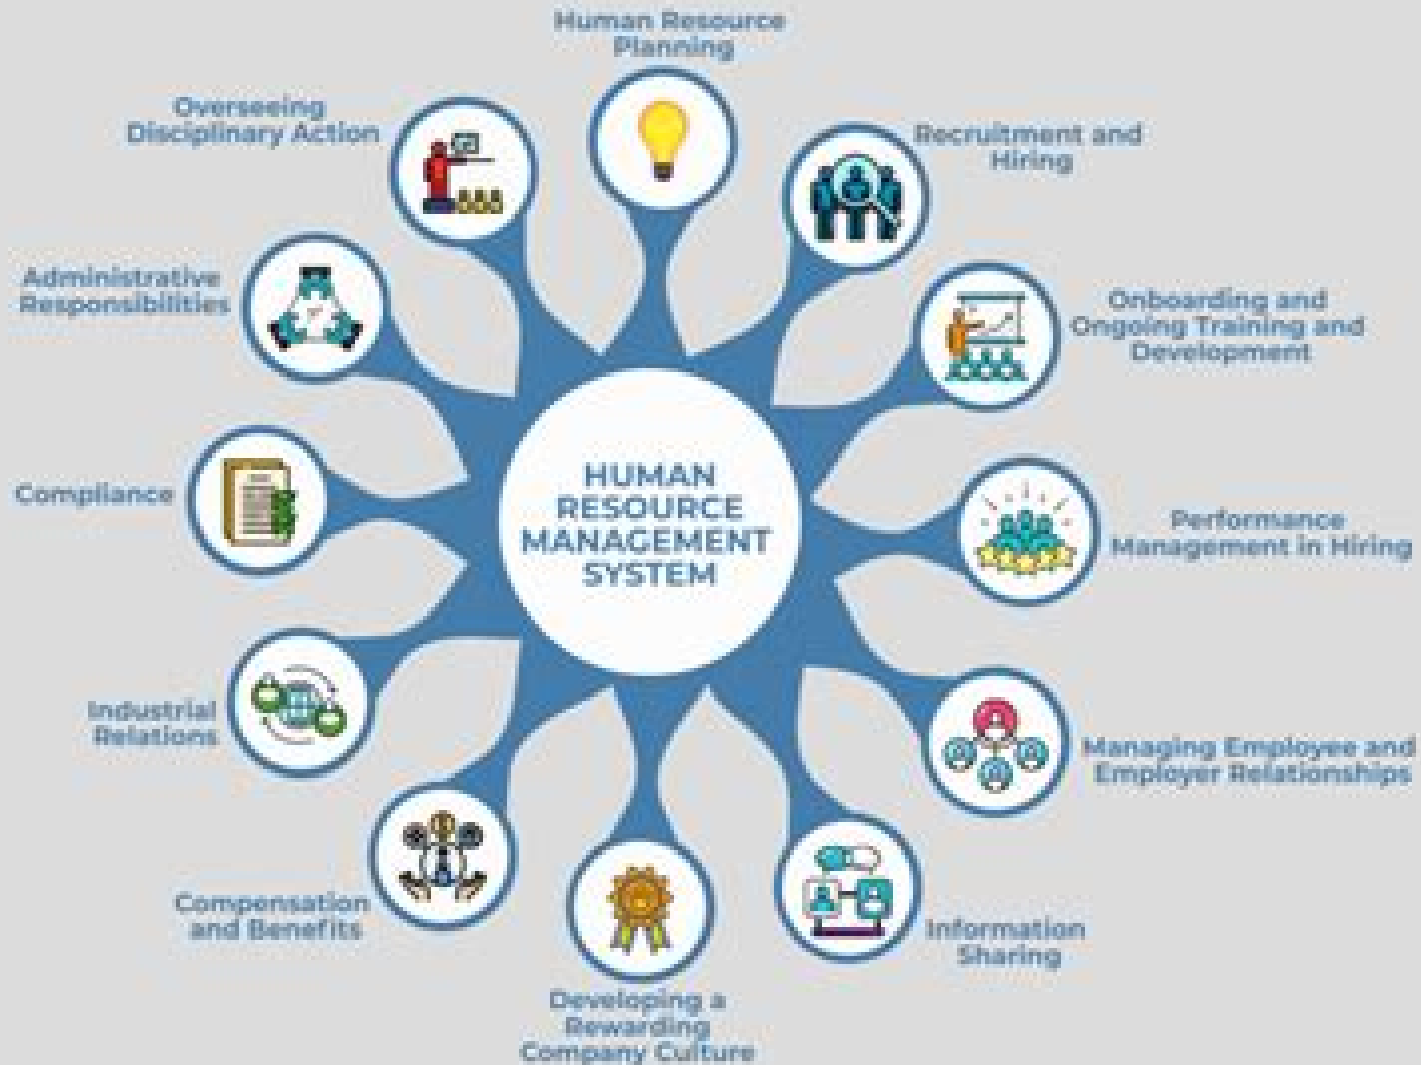 Human Resource
Planning
Recruitment and
Hiring
Onboarding and
Ongoing Training and
Development
Performance
Management in Hiring
Managing Employee and
Employer Relationships
Information
Sharing
Developing a
Rewarding
Company Culture
Compensation
and Benefits
Industrial
Relations
Compliance
Administrative
Responsibilities
Overseeing
Disciplinary Action
HUMAN
RESOURCE
MANAGEMENT
SYSTEM